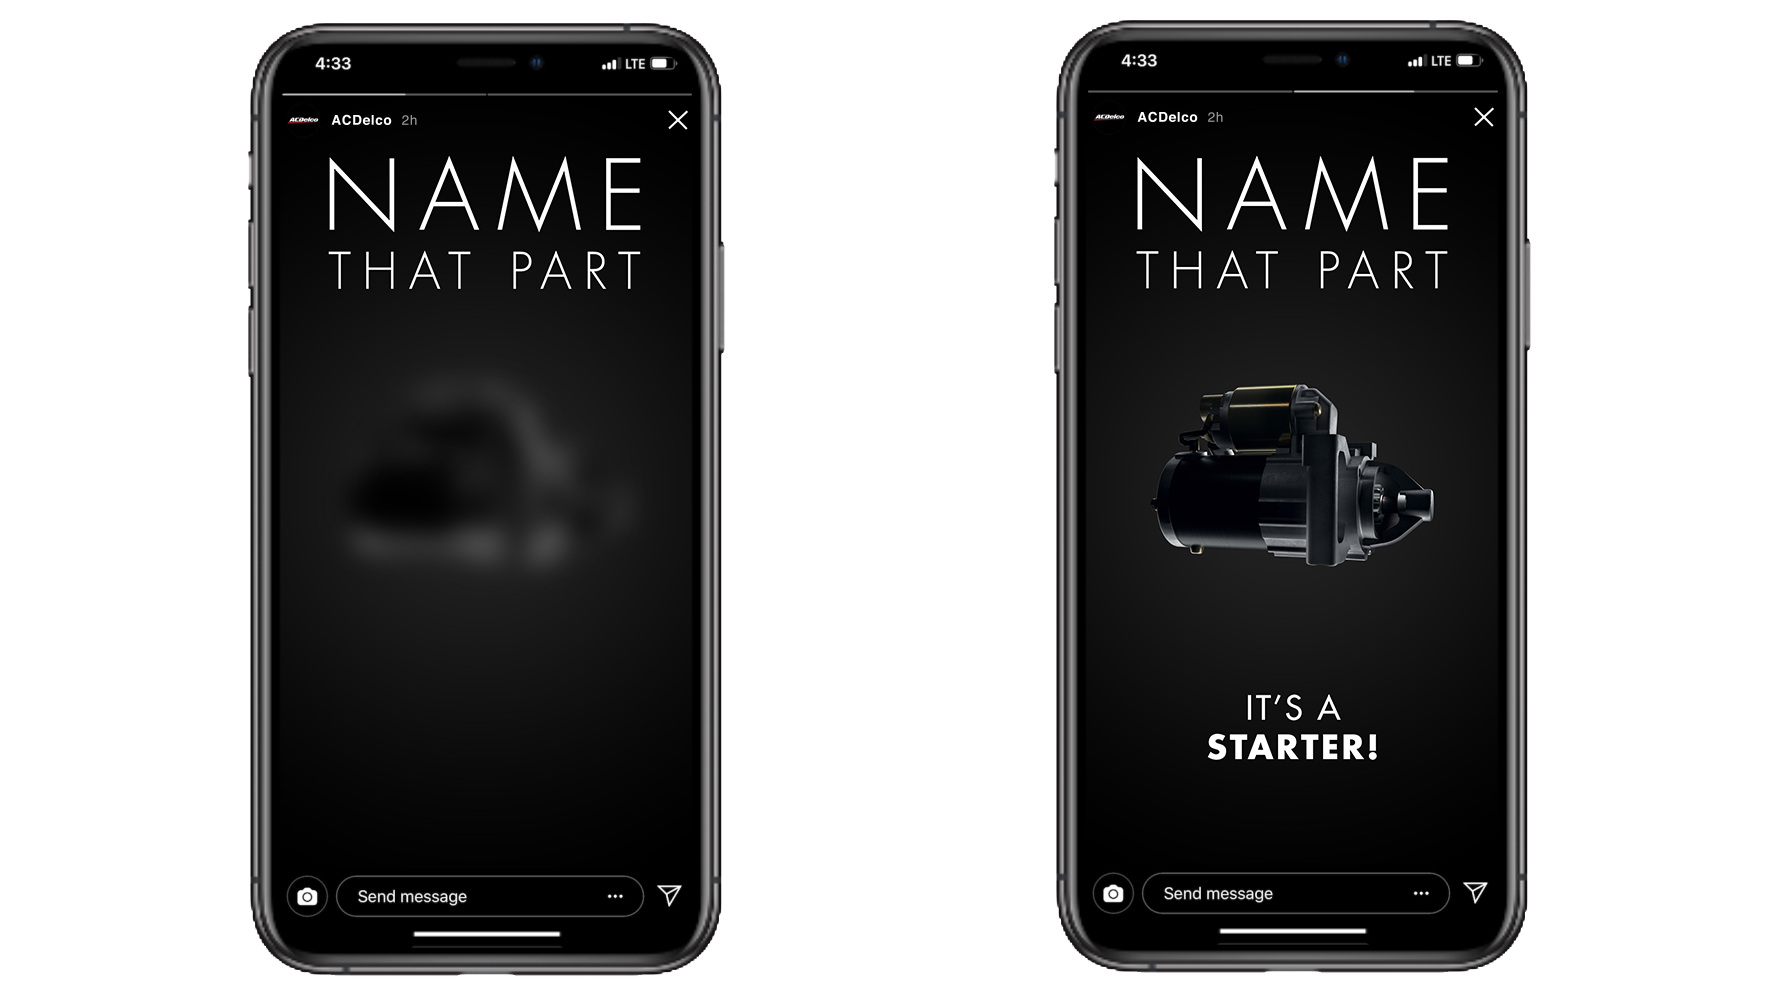 4:33
LTE
ACDelco
ACDelco 2h
NAME
THAT PART
Send message
4:33
LTE
ACDelco
ACDelco 2h
NAME
THAT PART
IT'S A
STARTER!
Send message